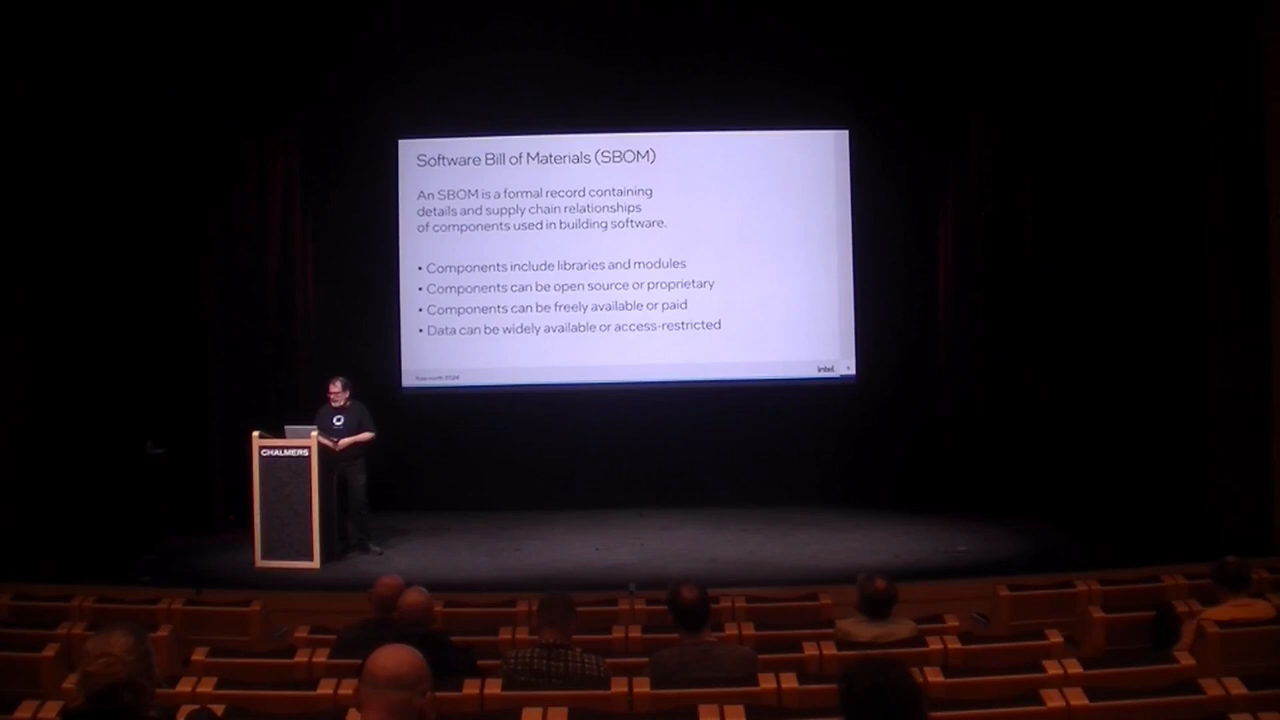 Software Bill of Materials (SBOM)
An SBOM is a formal record containing
details and supply chain relationships
of components used in building software.
• Components include libraries and modules
• Components can be open source or proprietary
• Components can be freely available or paid
• Data can be widely available or access-restricted
intel
CHALMERS